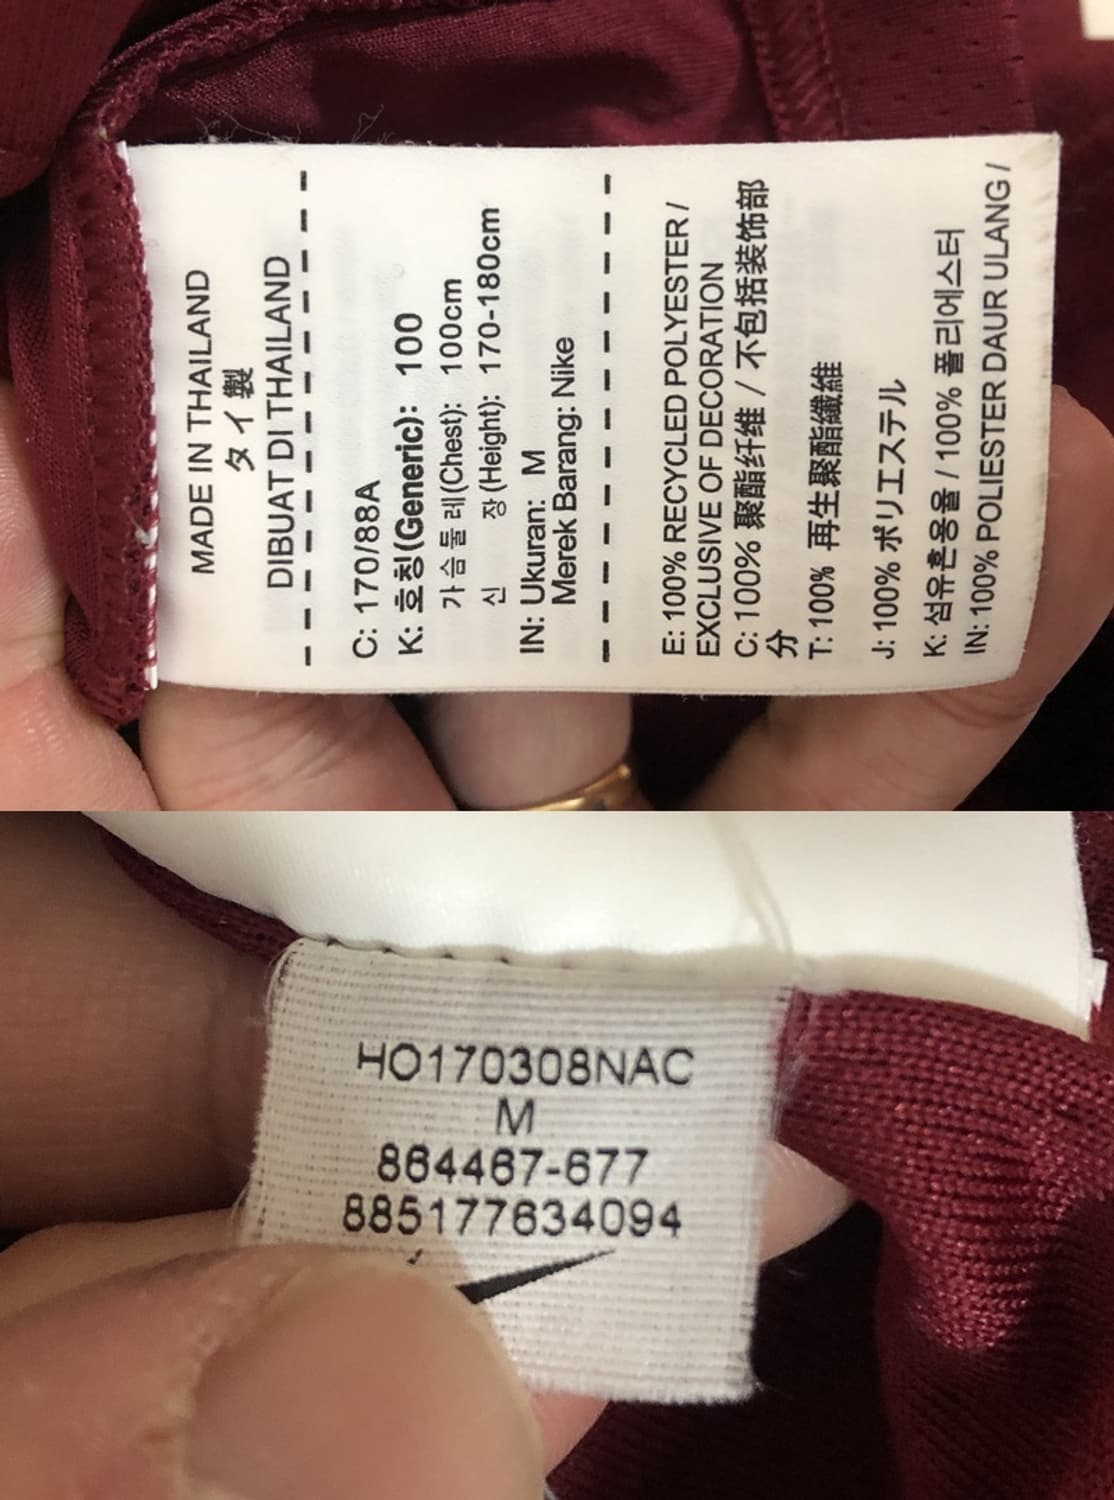 MADE IN THAILAND
タイ製
DIBUAT DI THAILAND
C: 170/88A
K: 호칭(Generic): 100
가슴둘레(Chest): 100cm
신 장(Height): 170-180cm
IN: Ukuran: M
Merek Barang: Nike
E: 100% RECYCLED POLYESTER /
EXCLUSIVE OF DECORATION
C: 100% 聚酯纤维 / 不包括装饰部
分
T: 100% 再生聚酯纖維
J: 100% ポリエステル
K: 섬유혼용율 / 100% 폴리에스터
IN: 100% POLIESTER DAUR ULANG /
HO170308NAC
M
864467-677
885177634094